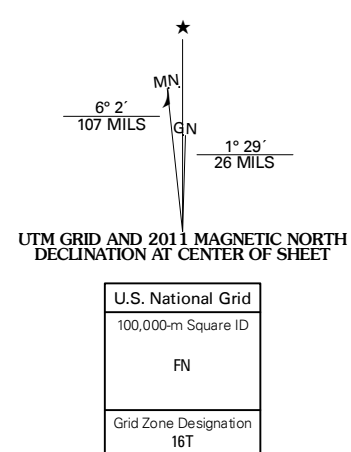 ★
MN
6° 2´
107 MILS
GN
1° 29´
26 MILS
UTM GRID AND 2011 MAGNETIC NORTH
DECLINATION AT CENTER OF SHEET
U.S. National Grid
100,000-m Square ID
FN
Grid Zone Designation
16T